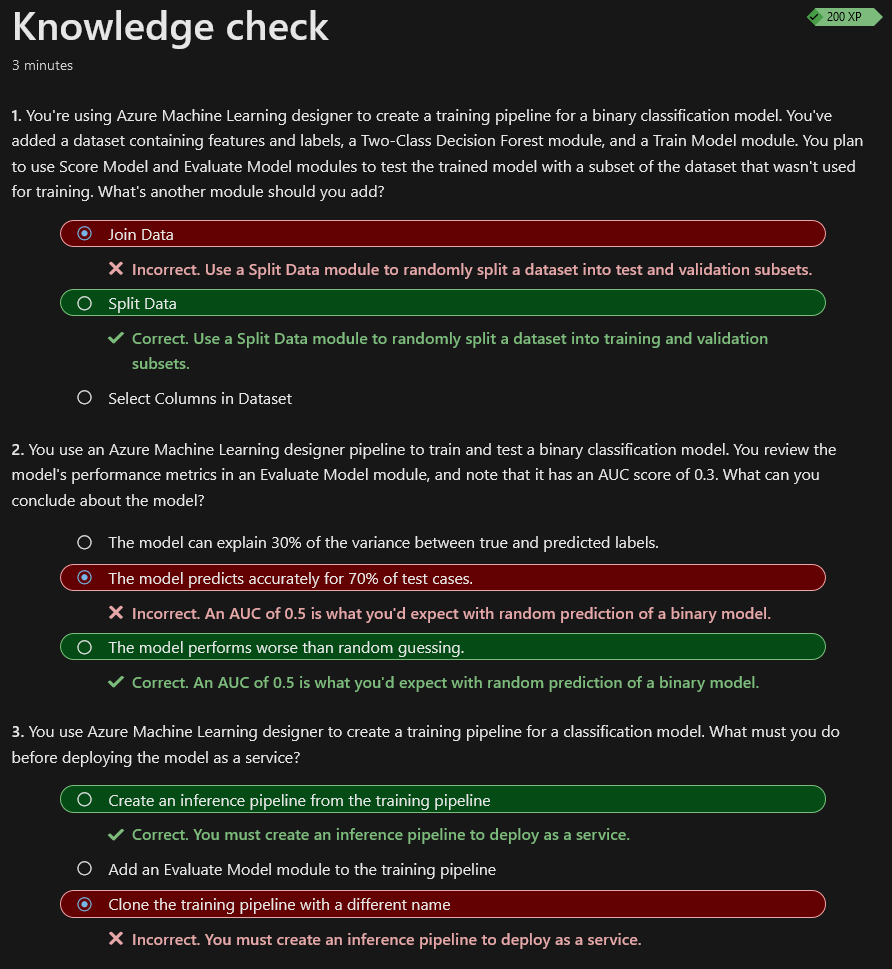 Knowledge check
200 XP
3 minutes
1. You're using Azure Machine Learning designer to create a training pipeline for a binary classification model. You've
added a dataset containing features and labels, a Two-Class Decision Forest module, and a Train Model module. You plan
to use Score Model and Evaluate Model modules to test the trained model with a subset of the dataset that wasn't used
for training. What's another module should you add?
Join Data
Incorrect. Use a Split Data module to randomly split a dataset into test and validation subsets.
Split Data
Correct. Use a Split Data module to randomly split a dataset into training and validation
subsets.
Select Columns in Dataset
2. You use an Azure Machine Learning designer pipeline to train and test a binary classification model. You review the
model's performance metrics in an Evaluate Model module, and note that it has an AUC score of 0.3. What can you
conclude about the model?
The model can explain 30% of the variance between true and predicted labels.
The model predicts accurately for 70% of test cases.
Incorrect. An AUC of 0.5 is what you'd expect with random prediction of a binary model.
The model performs worse than random guessing.
Correct. An AUC of 0.5 is what you'd expect with random prediction of a binary model.
3. You use Azure Machine Learning designer to create a training pipeline for a classification model. What must you do
before deploying the model as a service?
Create an inference pipeline from the training pipeline
Correct. You must create an inference pipeline to deploy as a service.
Add an Evaluate Model module to the training pipeline
Clone the training pipeline with a different name
Incorrect. You must create an inference pipeline to deploy as a service.